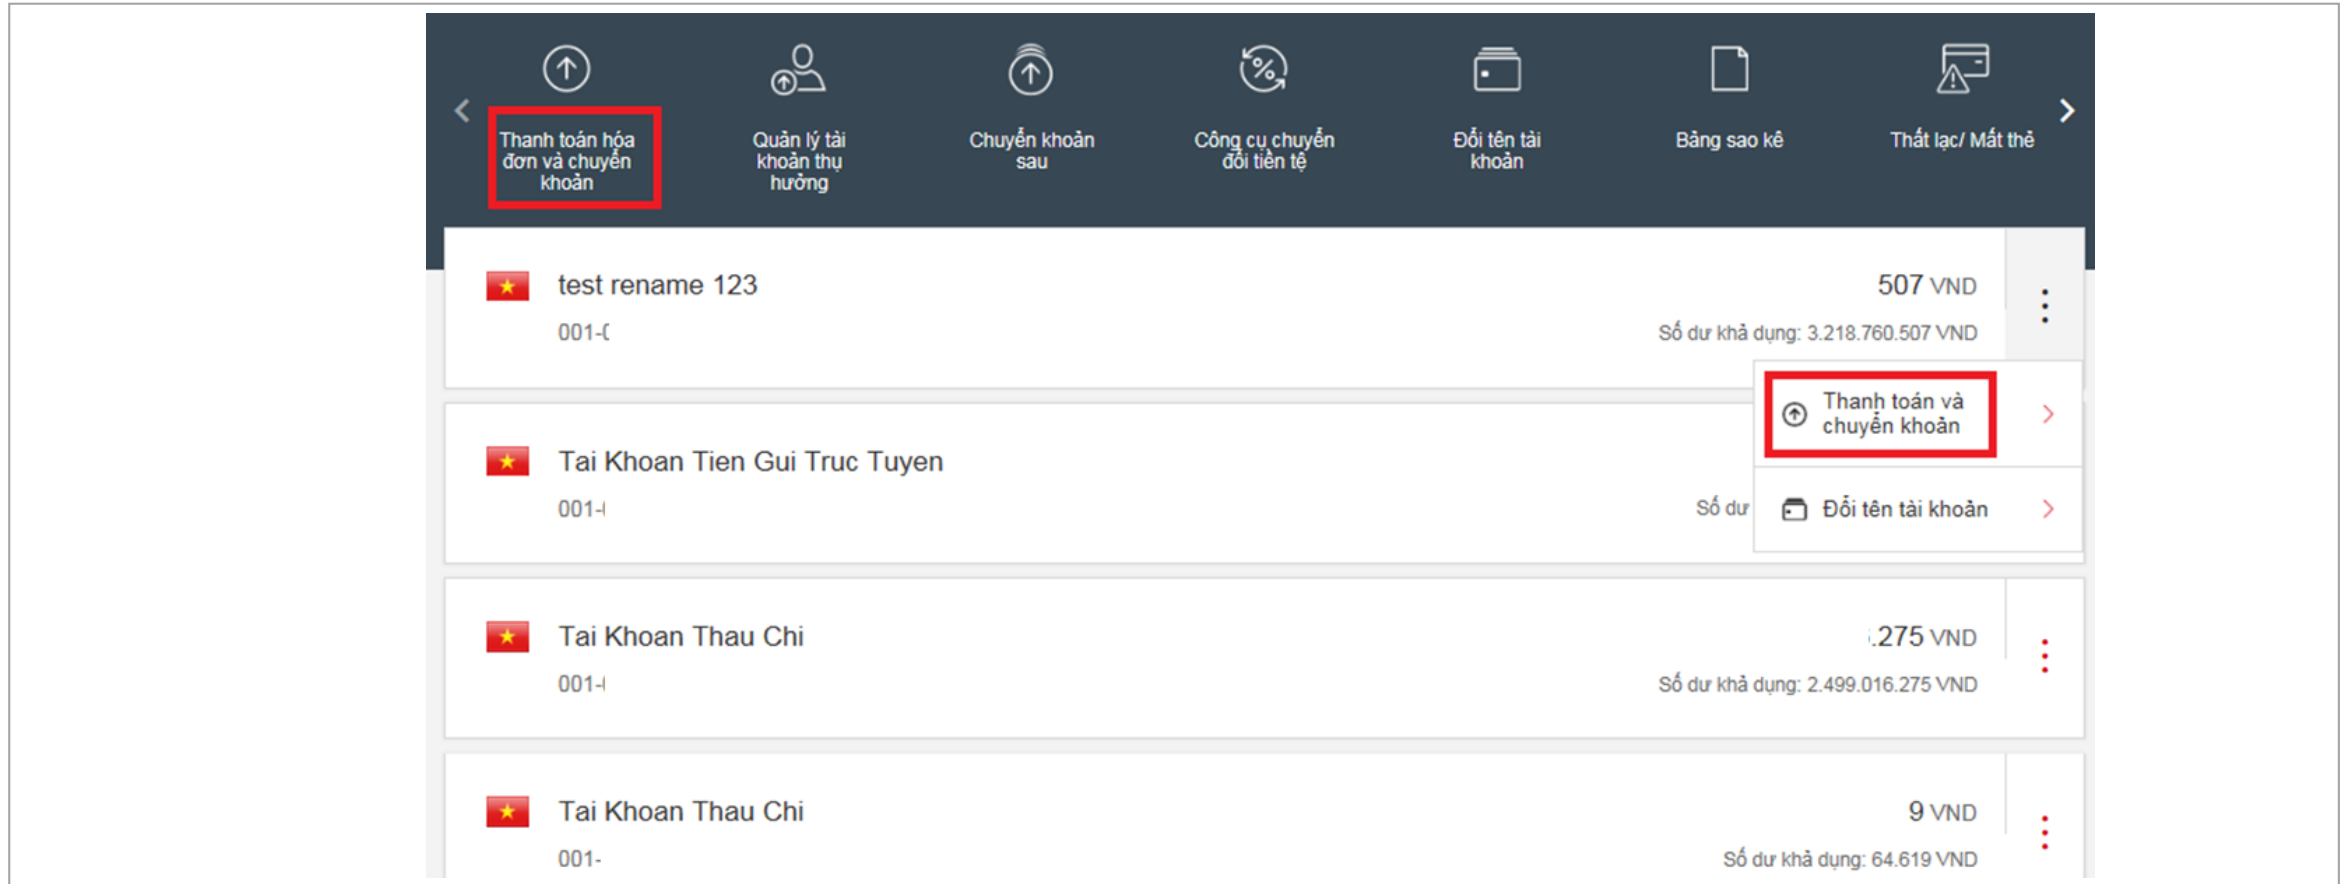 Thanh toán hóa
đơn và chuyển
khoản
Quản lý tài
khoản thụ
hưởng
Chuyển khoản
sau
Công cụ chuyển
đổi tiền tệ
Đổi tên tài
khoản
Bảng sao kê
Thất lạc/ Mất thẻ
test rename 123
507 VND
001-
Số dư khả dụng: 3.218.760.507 VND
Thanh toán và
chuyển khoản
Tai Khoan Tien Gui Truc Tuyen
001-
Số dư
Đổi tên tài khoản
Tai Khoan Thau Chi
.275 VND
001-
Số dư khả dụng: 2.499.016.275 VND
Tai Khoan Thau Chi
9 VND
001-
Số dư khả dụng: 64.619 VND